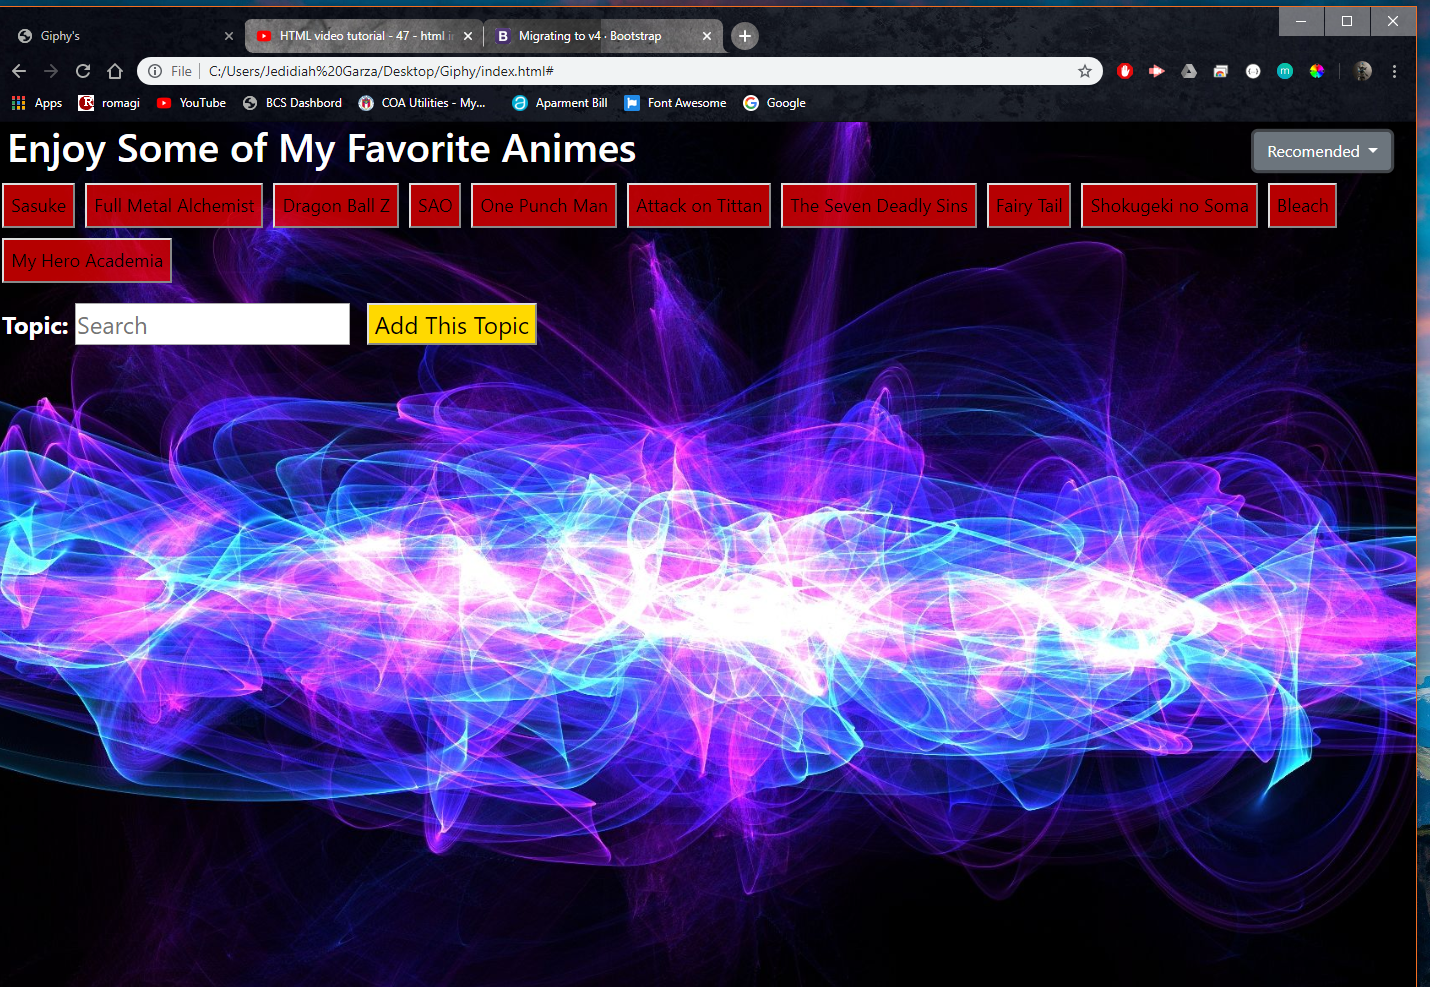 Giphy's
HTML video tutorial - 47 - html in
B Migrating to v4 · Bootstrap
File C:/Users/Jedidiah%20Garza/Desktop/Giphy/index.html#
Apps R romagi YouTube BCS Dashbord COA Utilities - My... Aparment Bill Font Awesome Google
Enjoy Some of My Favorite Animes
Recomended
Sasuke Full Metal Alchemist Dragon Ball Z SAO One Punch Man Attack on Tittan The Seven Deadly Sins Fairy Tail Shokugeki no Soma Bleach
My Hero Academia
Topic: Search Add This Topic